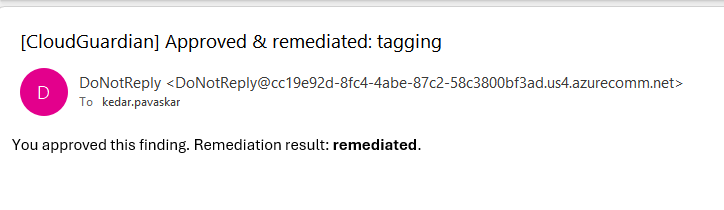 [CloudGuardian] Approved & remediated: tagging
D
DoNotReply <DoNotReply@cc19e92d-8fc4-4abe-87c2-58c3800bf3ad.us4.azurecomm.net>
To kedar.pavaskar
You approved this finding. Remediation result: remediated.